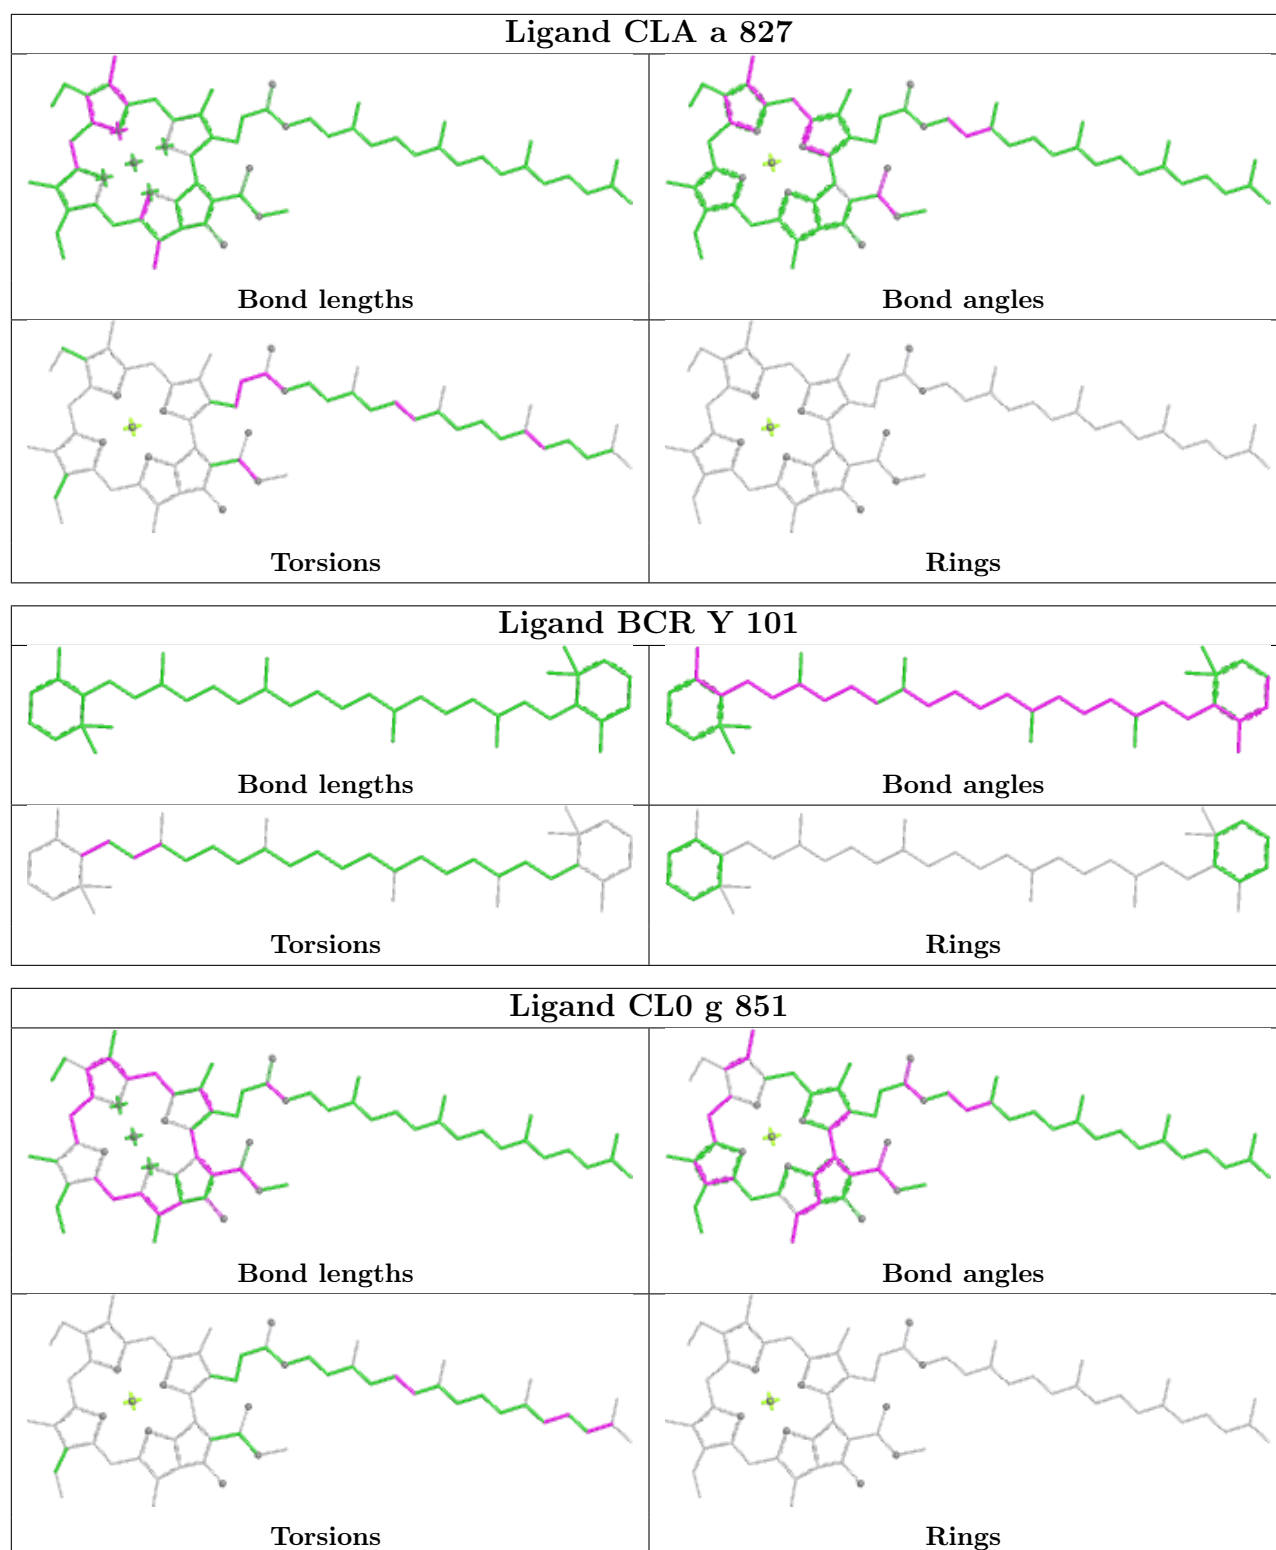 Ligand CLA a 827
Bond lengths
Bond angles
Torsions
Rings
Ligand BCR Y 101
Bond lengths
Bond angles
Torsions
Rings
Ligand CL0 g 851
Bond lengths
Bond angles
Torsions
Rings